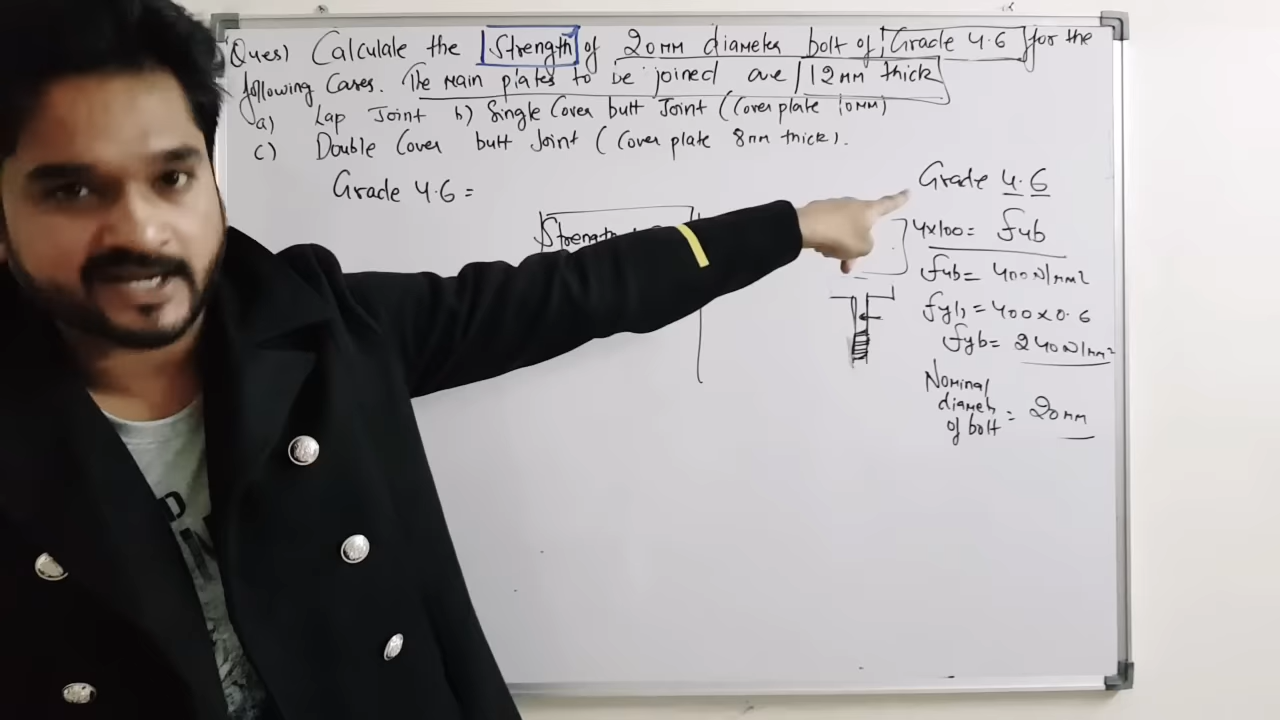 Ques) Calculate the Strength of 20mm diameter bolt of Grade 4.6 for the
following Cases. The main plates to be joined are 12mm thick
a) Lap Joint b) Single Cover butt Joint (Cover plate 10mm)
c) Double Cover butt Joint (Cover plate 8mm thick).
Grade 4.6 =
Strength
Grade 4.6
4x100 = fub
fub = 400N/mm2
fyb = 400x0.6
fyb = 240N/mm2
Nominal
diameter
of bolt = 20mm